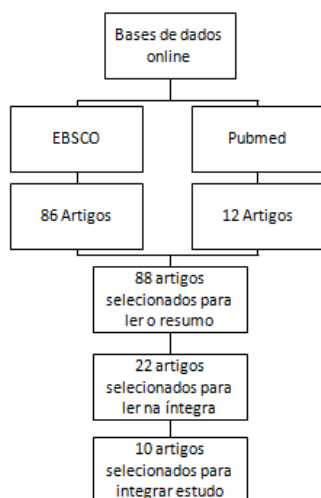 Bases de dados
online
EBSCO
Pubmed
86 Artigos
12 Artigos
88 artigos
selecionados para
ler o resumo
22 artigos
selecionados para
ler na íntegra
10 artigos
selecionados para
integrar estudo